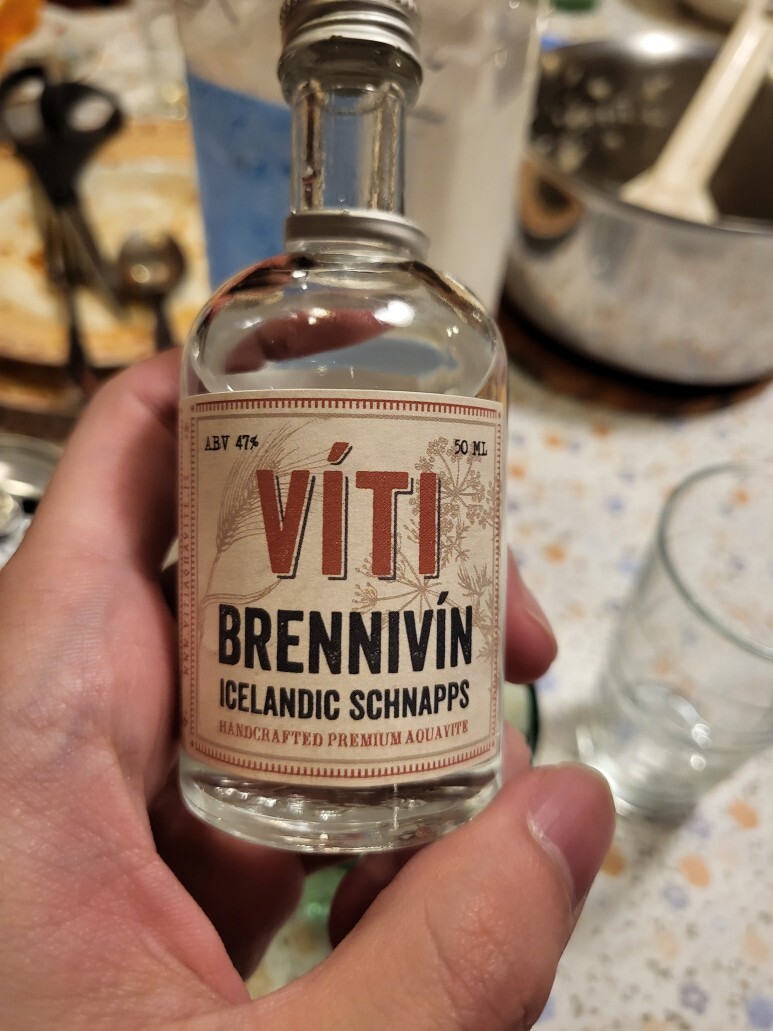 ABV 47%
50 ML
VÍTI
BRENNIVÍN
ICELANDIC SCHNAPPS
HANDCRAFTED PREMIUM AQUAVITE